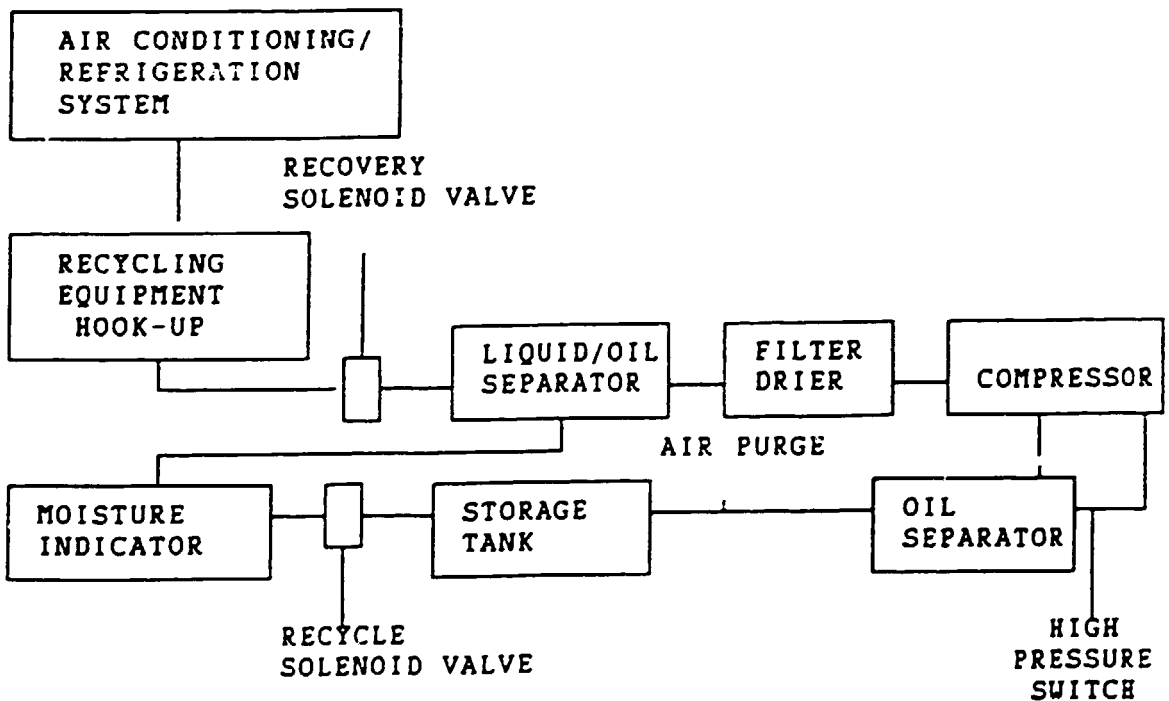 AIR CONDITIONING/
REFRIGERATION
SYSTEM
RECOVERY
SOLENOID VALVE
RECYCLING
EQUIPMENT
HOOK-UP
LIQUID/OIL
SEPARATOR
FILTER
DRIER
COMPRESSOR
AIR PURGE
MOISTURE
INDICATOR
STORAGE
TANK
OIL
SEPARATOR
RECYCLE
SOLENOID VALVE
HIGH
PRESSURE
SWITCH